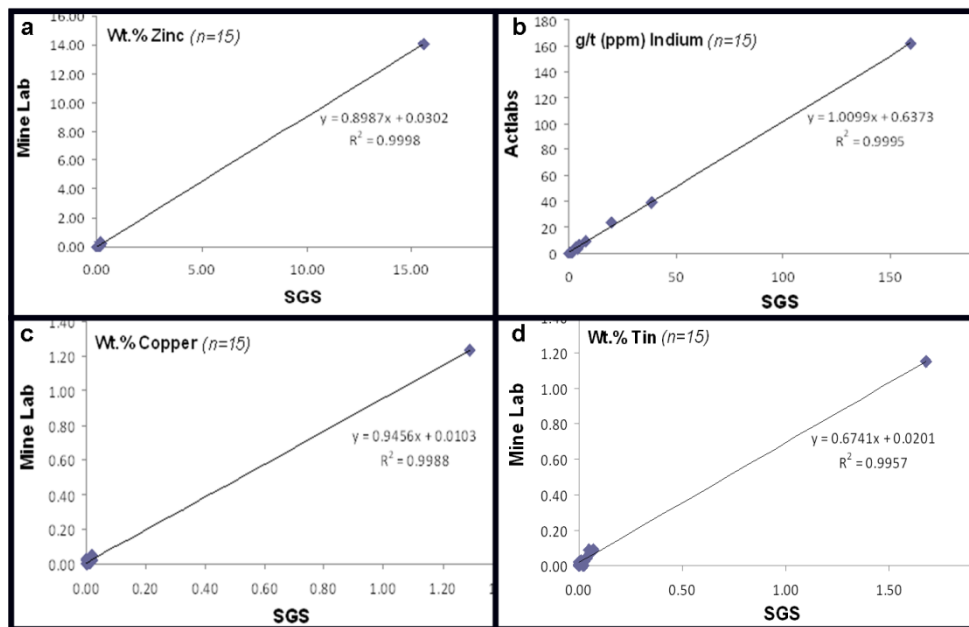 a
Wt.% Zinc (n=15)
16.00
14.00
12.00
10.00
8.00
6.00
4.00
2.00
0.00
Mine Lab
y = 0.8987x + 0.0302
R² = 0.9998
0.00 5.00 10.00 15.00
SGS
b
g/t (ppm) Indium (n=15)
180
160
140
120
100
80
60
40
20
0
Actlabs
y = 1.0099x + 0.6373
R² = 0.9995
0 50 100 150
SGS
c
Wt.% Copper (n=15)
1.40
1.20
1.00
0.80
0.60
0.40
0.20
0.00
Mine Lab
y = 0.9456x + 0.0103
R² = 0.9988
0.00 0.20 0.40 0.60 0.80 1.00 1.20
SGS
d
Wt.% Tin (n=15)
1.40
1.20
1.00
0.80
0.60
0.40
0.20
0.00
Mine Lab
y = 0.6741x + 0.0201
R² = 0.9957
0.00 0.50 1.00 1.50
SGS